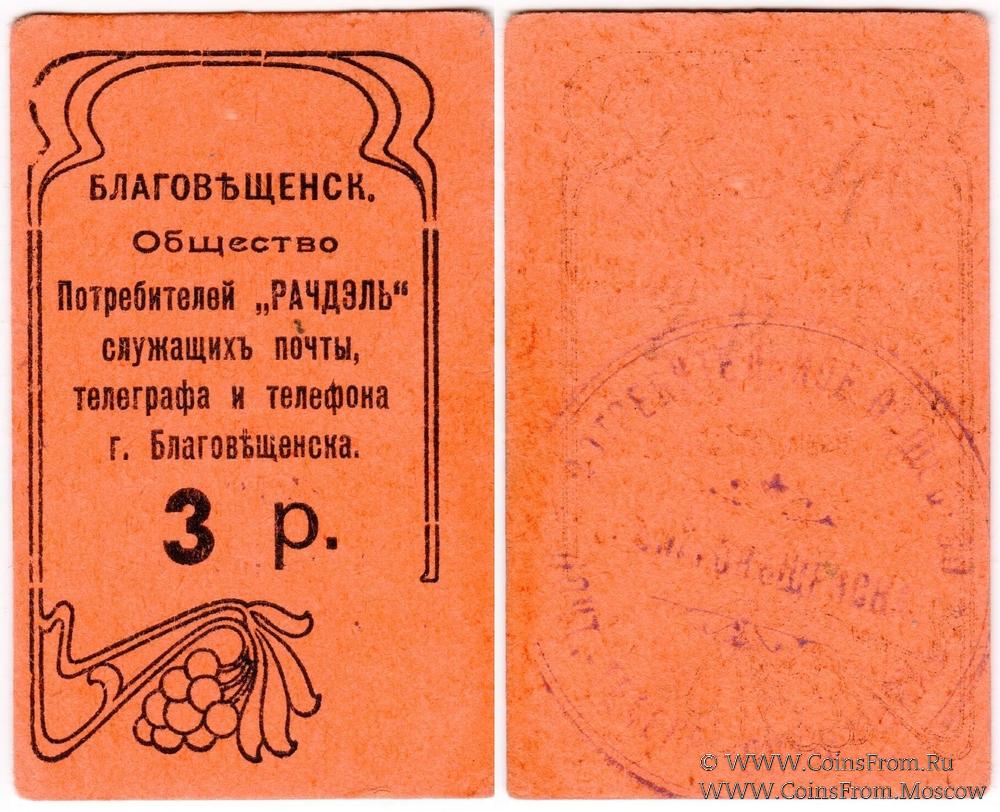 БЛАГОВѢЩЕНСК.
Общество
Потребителей „РАЧДЭЛЬ“
служащихъ почты,
телеграфа и телефона
г. Благовѣщенска.
3 р.
© WWW.CoinsFrom.Ru
WWW.CoinsFrom.Moscow